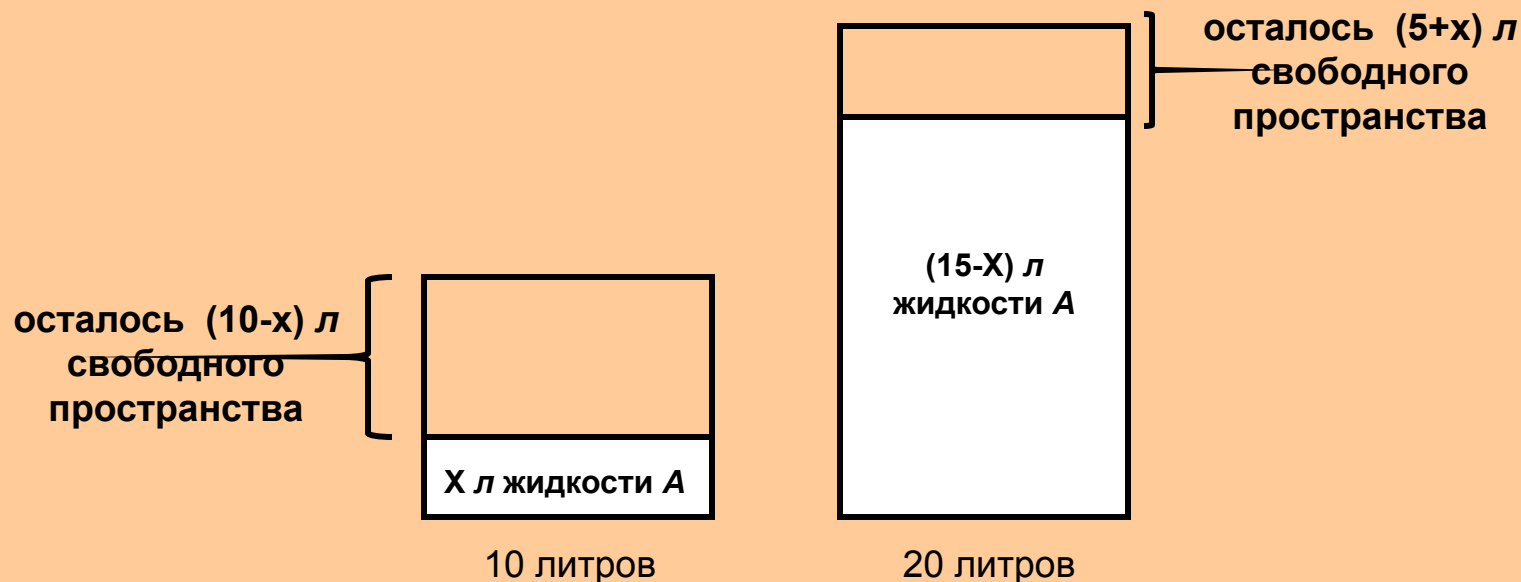 осталось (5+х) л
свободного
пространства
(15-Х) л
жидкости А
осталось (10-х) л
свободного
пространства
Х л жидкости А
10 литров
20 литров